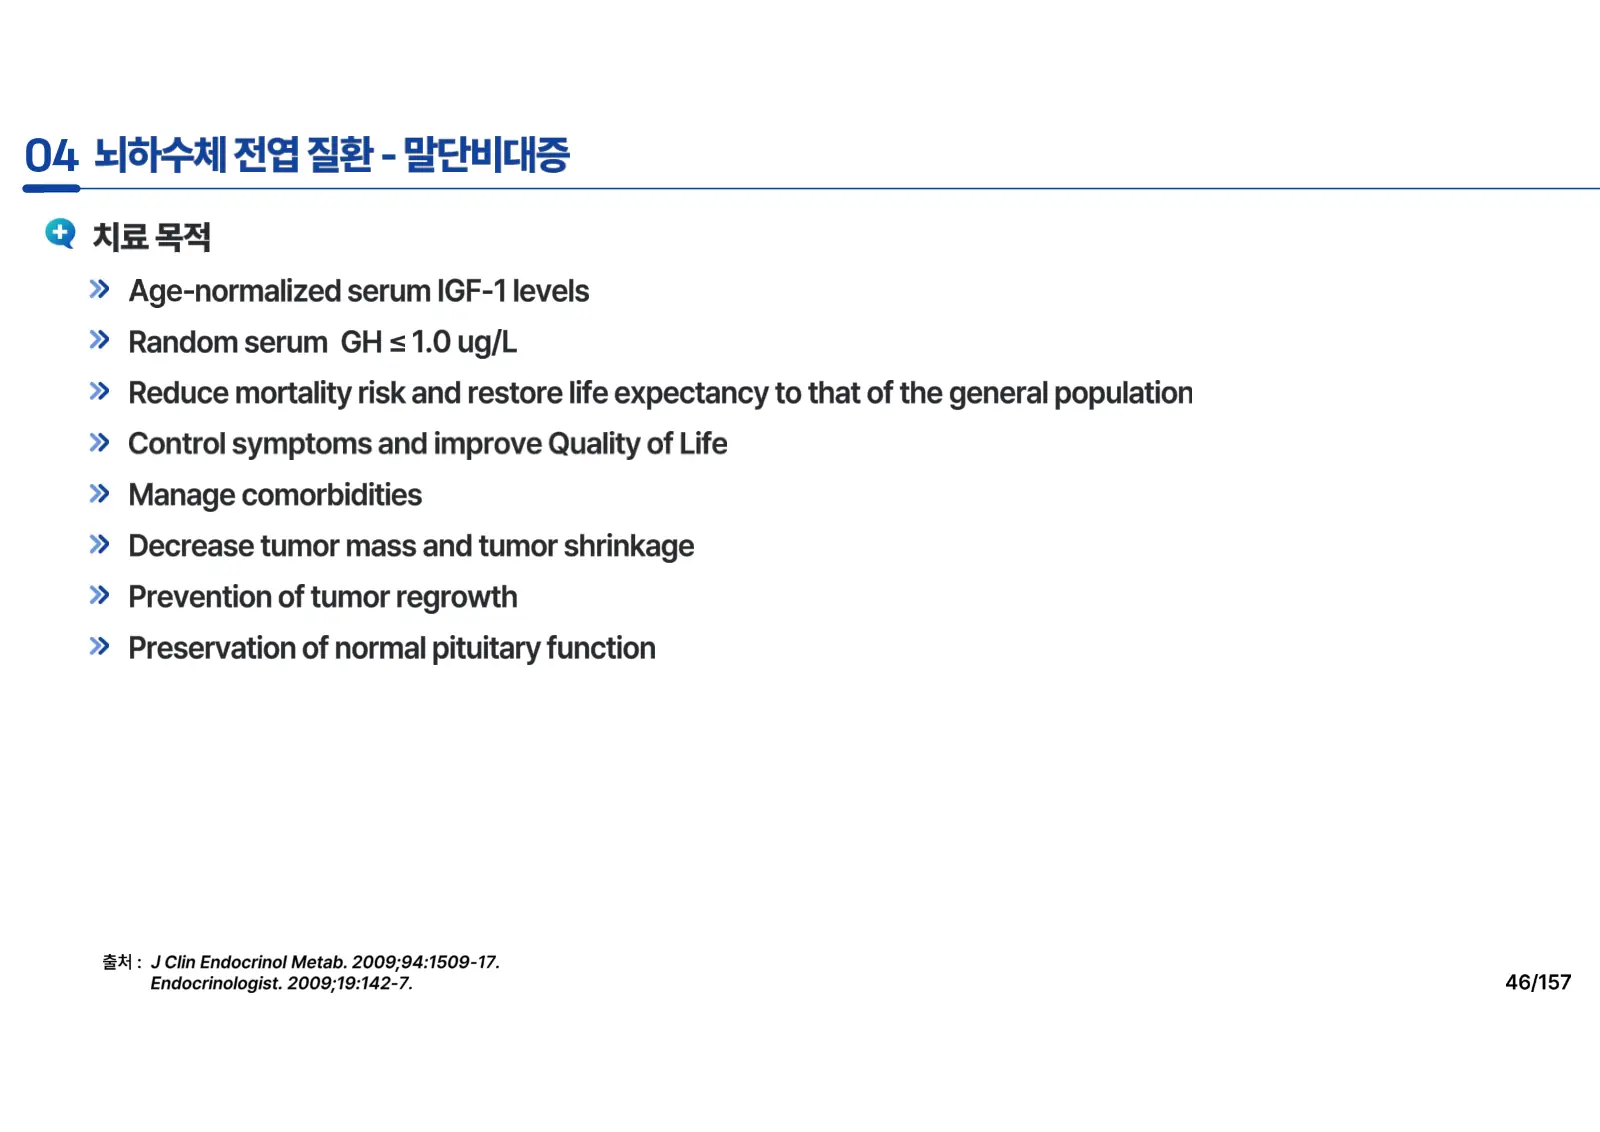 04 뇌하수체 전엽 질환 - 말단비대증
치료 목적
Age-normalized serum IGF-1 levels
Random serum  GH ≤ 1.0 ug/L
Reduce mortality risk and restore life expectancy to that of the general population
Control symptoms and improve Quality of Life
Manage comorbidities
Decrease tumor mass and tumor shrinkage
Prevention of tumor regrowth
Preservation of normal pituitary function
출처 : J Clin Endocrinol Metab. 2009;94:1509-17.
Endocrinologist. 2009;19:142-7.
46/157